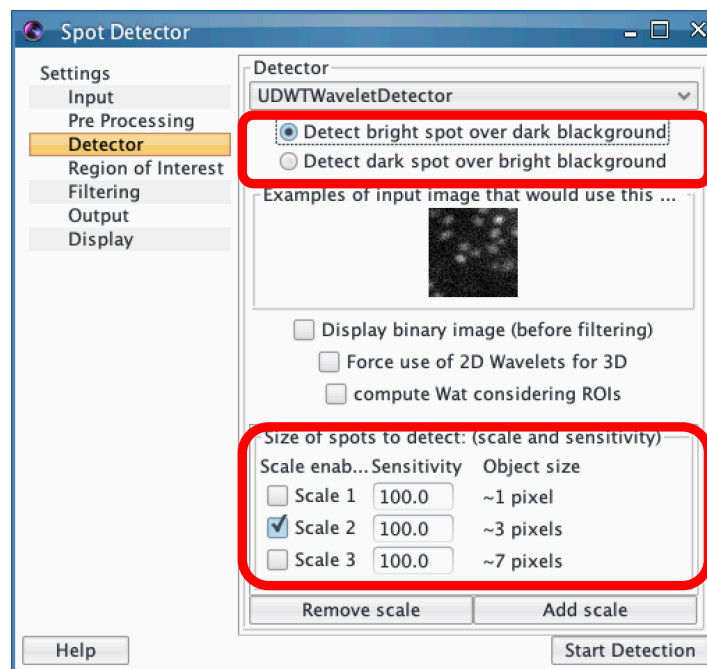 Spot Detector
Settings
Input
Pre Processing
Detector
Region of Interest
Filtering
Output
Display
Detector
UDWTWaveletDetector
Detect bright spot over dark blackground
Detect dark spot over bright blackground
Examples of input image that would use this ...
Display binary image (before filtering)
Force use of 2D Wavelets for 3D
compute Wat considering ROIs
Size of spots to detect: (scale and sensitivity)
Scale enab... Sensitivity Object size
Scale 1 100.0 ~1 pixel
Scale 2 100.0 ~3 pixels
Scale 3 100.0 ~7 pixels
Remove scale Add scale
Help Start Detection